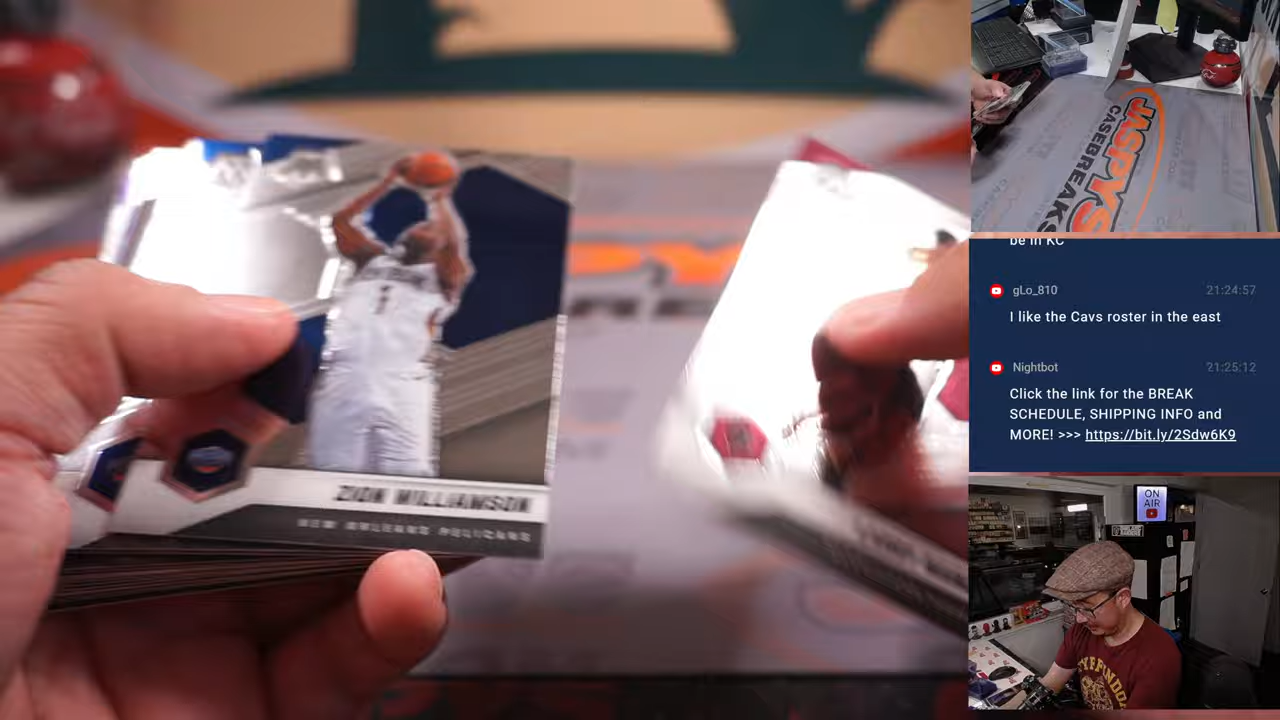 1
ZION WILLIAMSON
NEW ORLEANS PELICANS
JASPYS
CASEBREAKS
be in KC
gLo_810 21:24:57
I like the Cavs roster in the east
Nightbot 21:25:12
Click the link for the BREAK
SCHEDULE, SHIPPING INFO and
MORE! >>> https://bit.ly/2Sdw6K9
ON
AIR
GRYFFINDOR